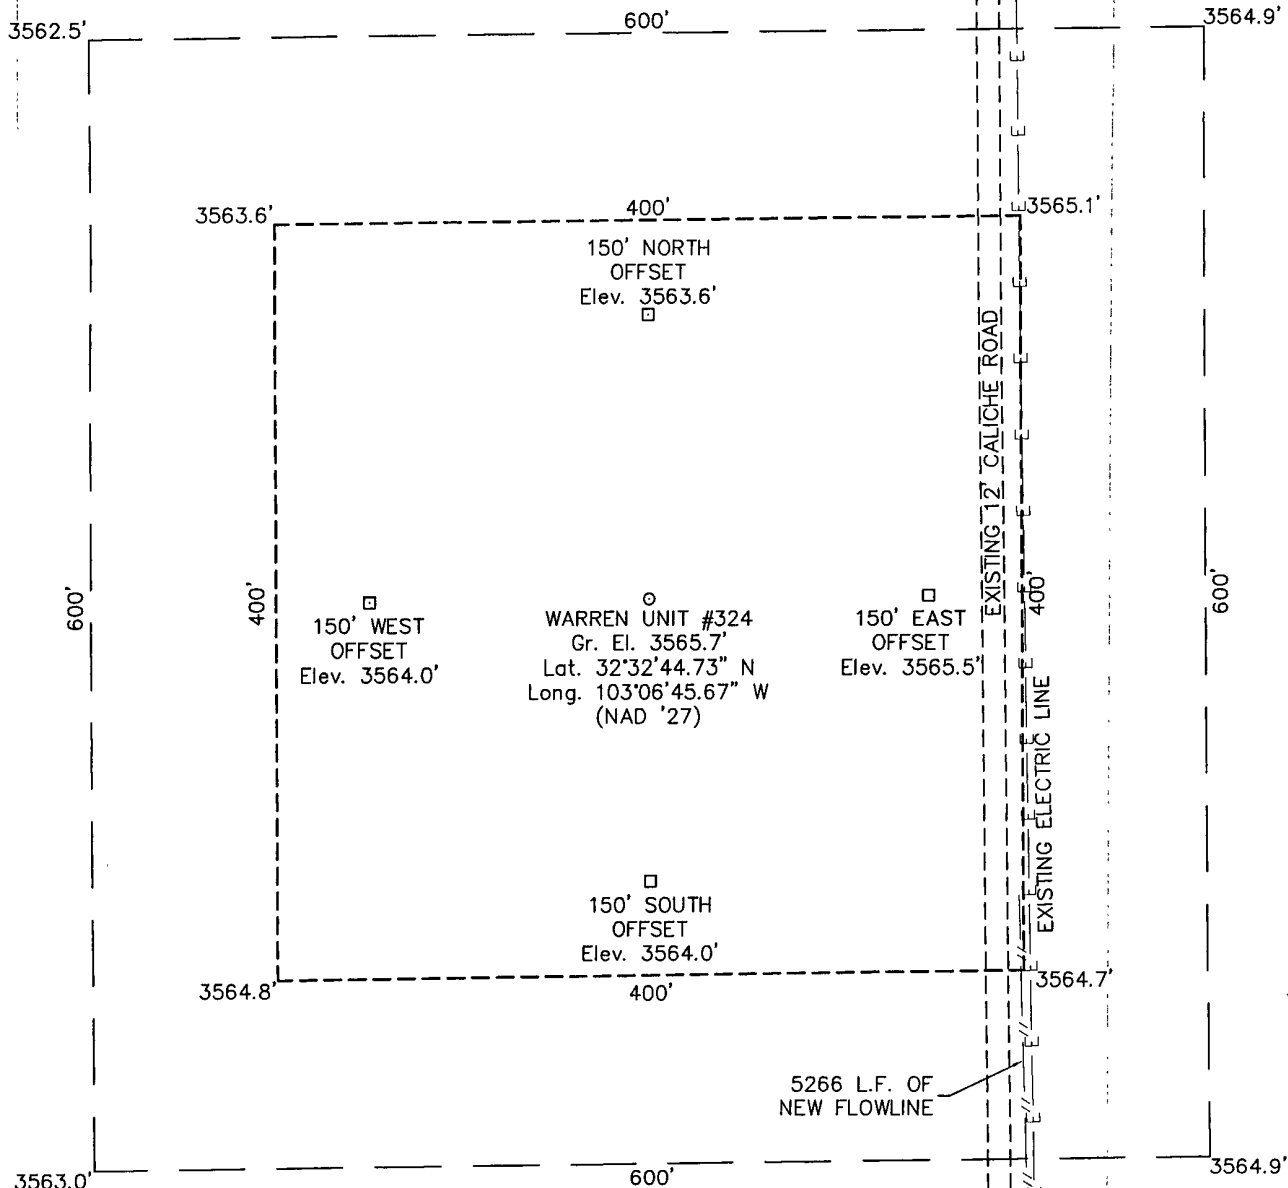 3562.5'
600'
3564.9'
3563.6'
400'
3565.1'
150' NORTH
OFFSET
Elev. 3563.6'
EXISTING 12' CALICHE ROAD
600'
400'
150' WEST
OFFSET
Elev. 3564.0'
WARREN UNIT #324
Gr. El. 3565.7'
Lat. 32°32'44.73" N
Long. 103°06'45.67" W
(NAD '27)
150' EAST
OFFSET
Elev. 3565.5'
400'
600'
EXISTING ELECTRIC LINE
150' SOUTH
OFFSET
Elev. 3564.0'
3564.8'
400'
3564.7'
5266 L.F. OF
NEW FLOWLINE
3563.0'
600'
3564.9'